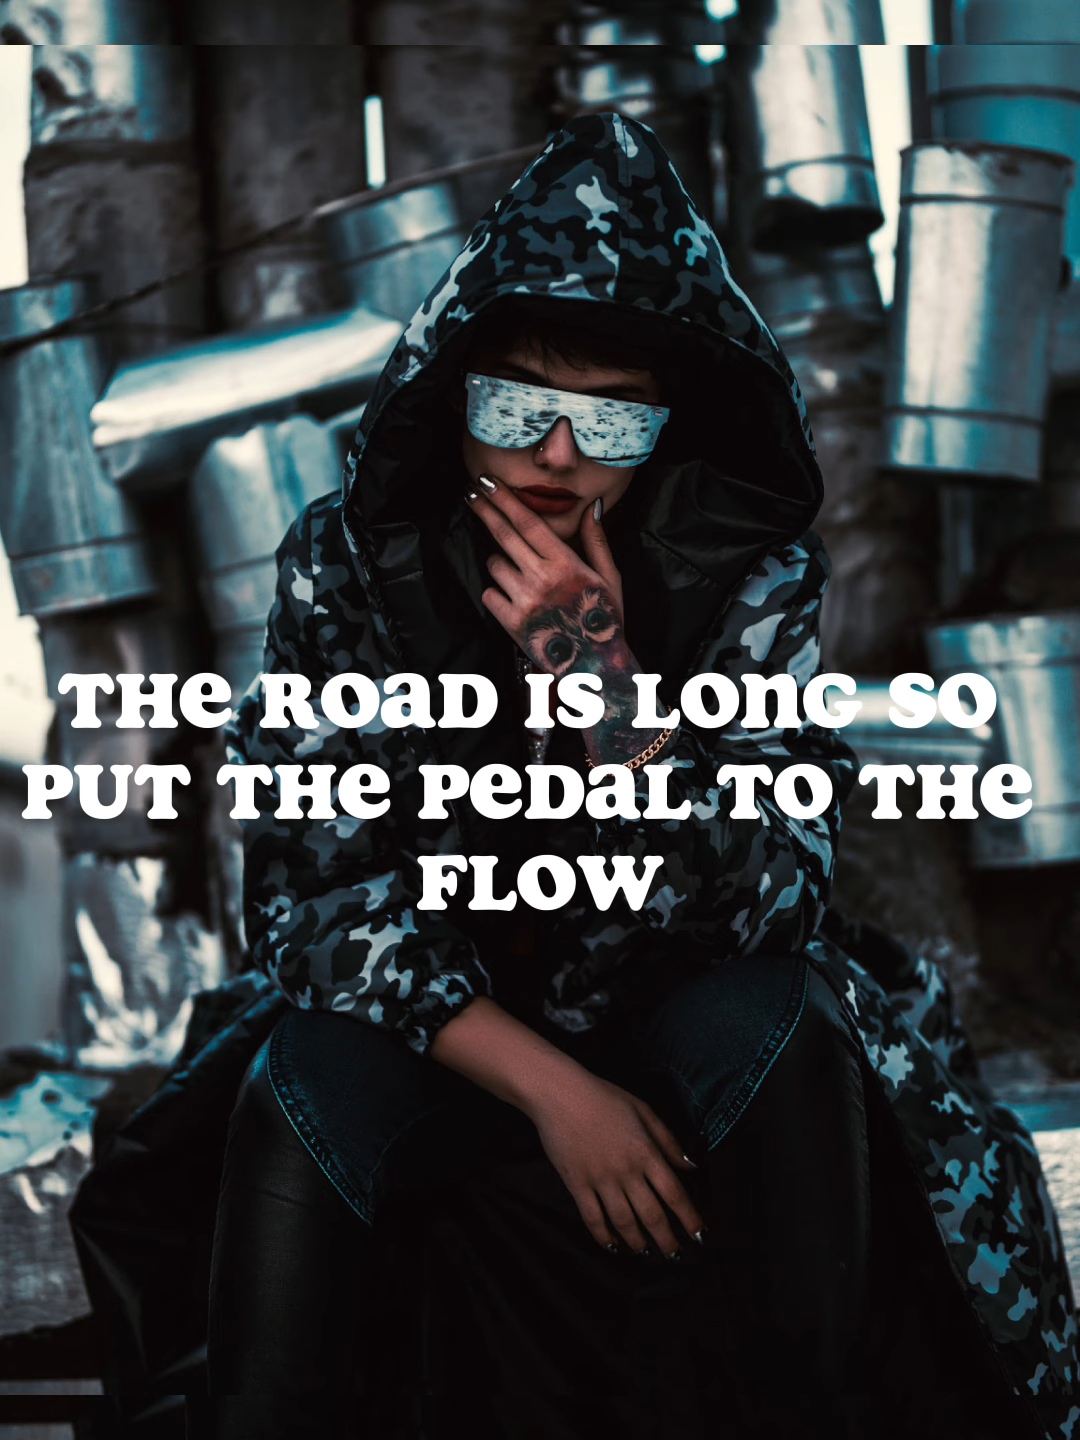 THE ROAD IS LONG SO
PUT THE PEDAL TO THE
FLOW